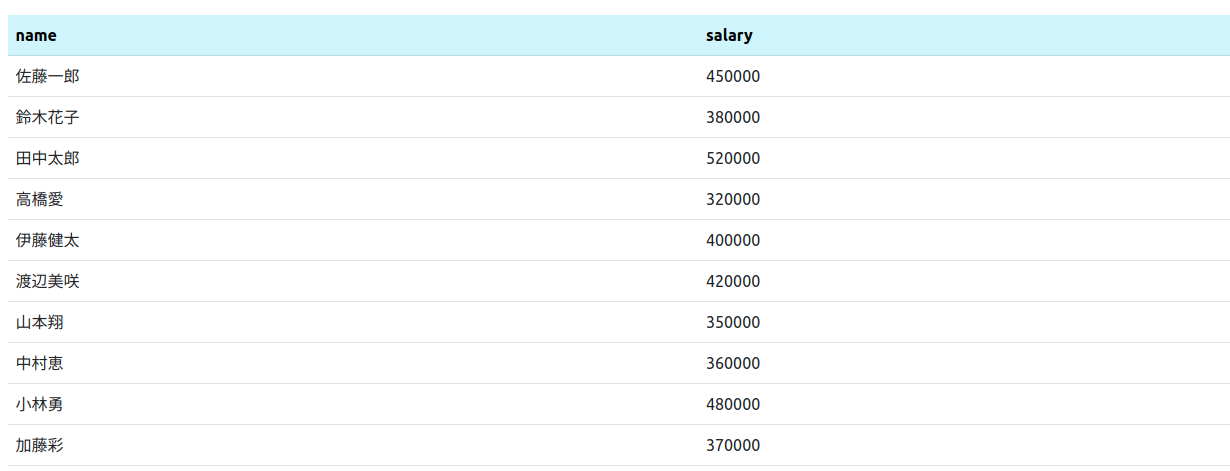 name salary
佐藤一郎 450000
鈴木花子 380000
田中太郎 520000
高橋愛 320000
伊藤健太 400000
渡辺美咲 420000
山本翔 350000
中村恵 360000
小林勇 480000
加藤彩 370000